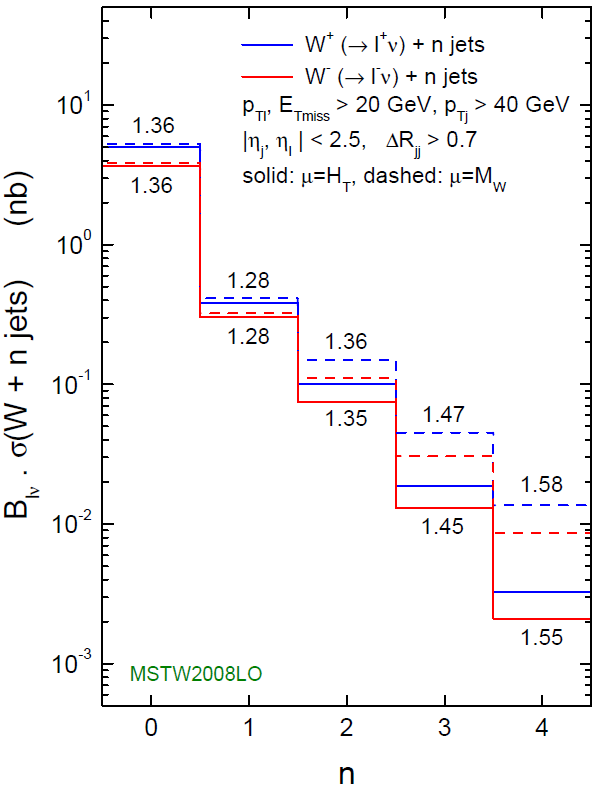 W⁺ (→ l⁺ν) + n jets
W⁻ (→ l⁻ν) + n jets
p_Tl, E_Tmiss > 20 GeV, p_Tj > 40 GeV
|η_j, η_l | < 2.5, ΔR_jj > 0.7
solid: μ=H_T, dashed: μ=M_W
B_lν . σ(W + n jets) (nb)
10¹
10⁰
10⁻¹
10⁻²
10⁻³
1.36
1.36
1.28
1.28
1.36
1.35
1.47
1.45
1.58
1.55
MSTW2008LO
0 1 2 3 4
n